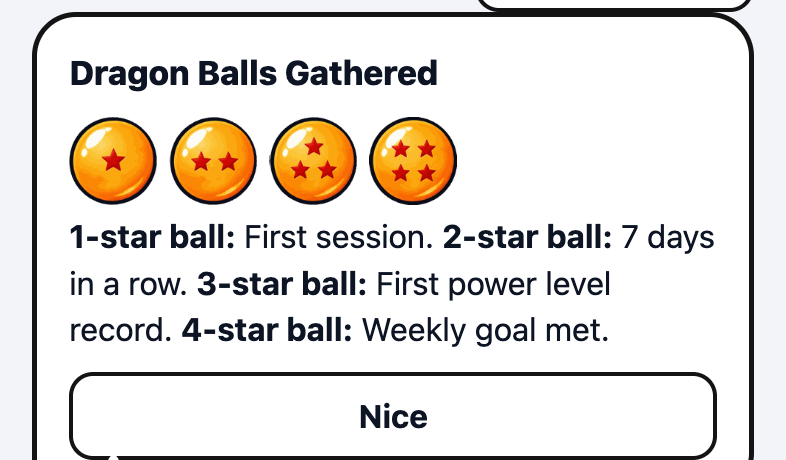 Dragon Balls Gathered
1-star ball: First session. 2-star ball: 7 days
in a row. 3-star ball: First power level
record. 4-star ball: Weekly goal met.
Nice